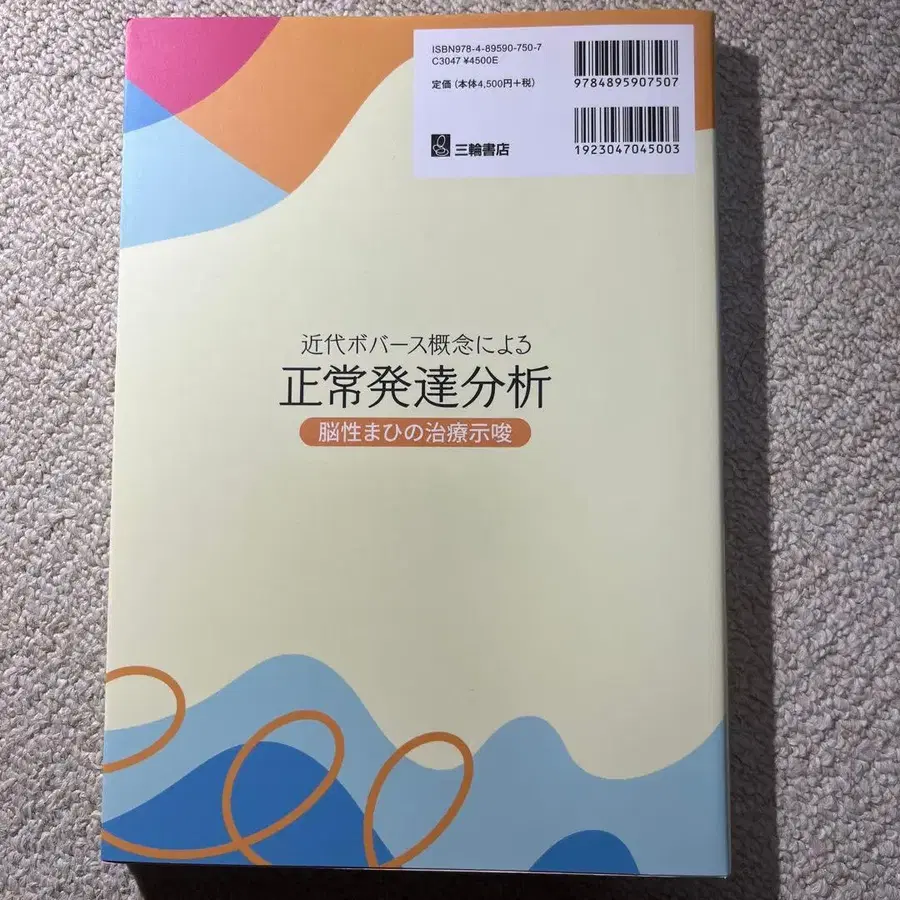 ISBN978-4-89590-750-7
C3047 ¥4500E
定価(本体4,500円+税)
9784895907507
三輪書店
1923047045003
近代ボバース概念による
正常発達分析
脳性まひの治療示唆